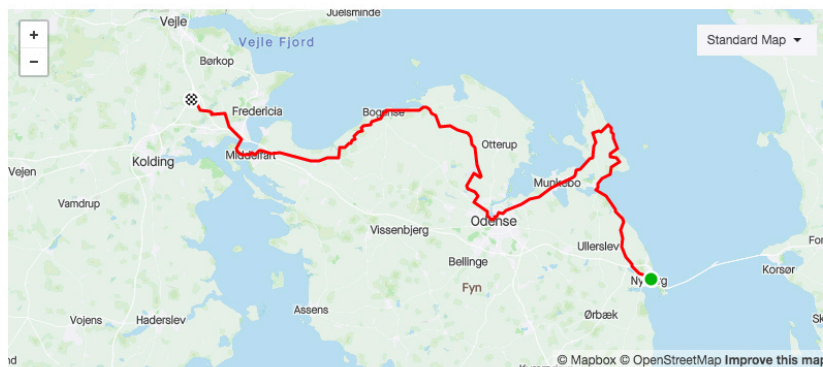 Juelsminde
Vejle
+
Vejle Fjord
Standard Map
−
Børkop
Fredericia
Bogense
Otterup
Middelfart
Kolding
Vejen
Munkebo
Vamdrup
Odense
Vissenbjerg
Ullerslev
Bellinge
Korsør
Fyn
Assens
Ørbæk
Vojens
Haderslev
© Mapbox © OpenStreetMap Improve this map